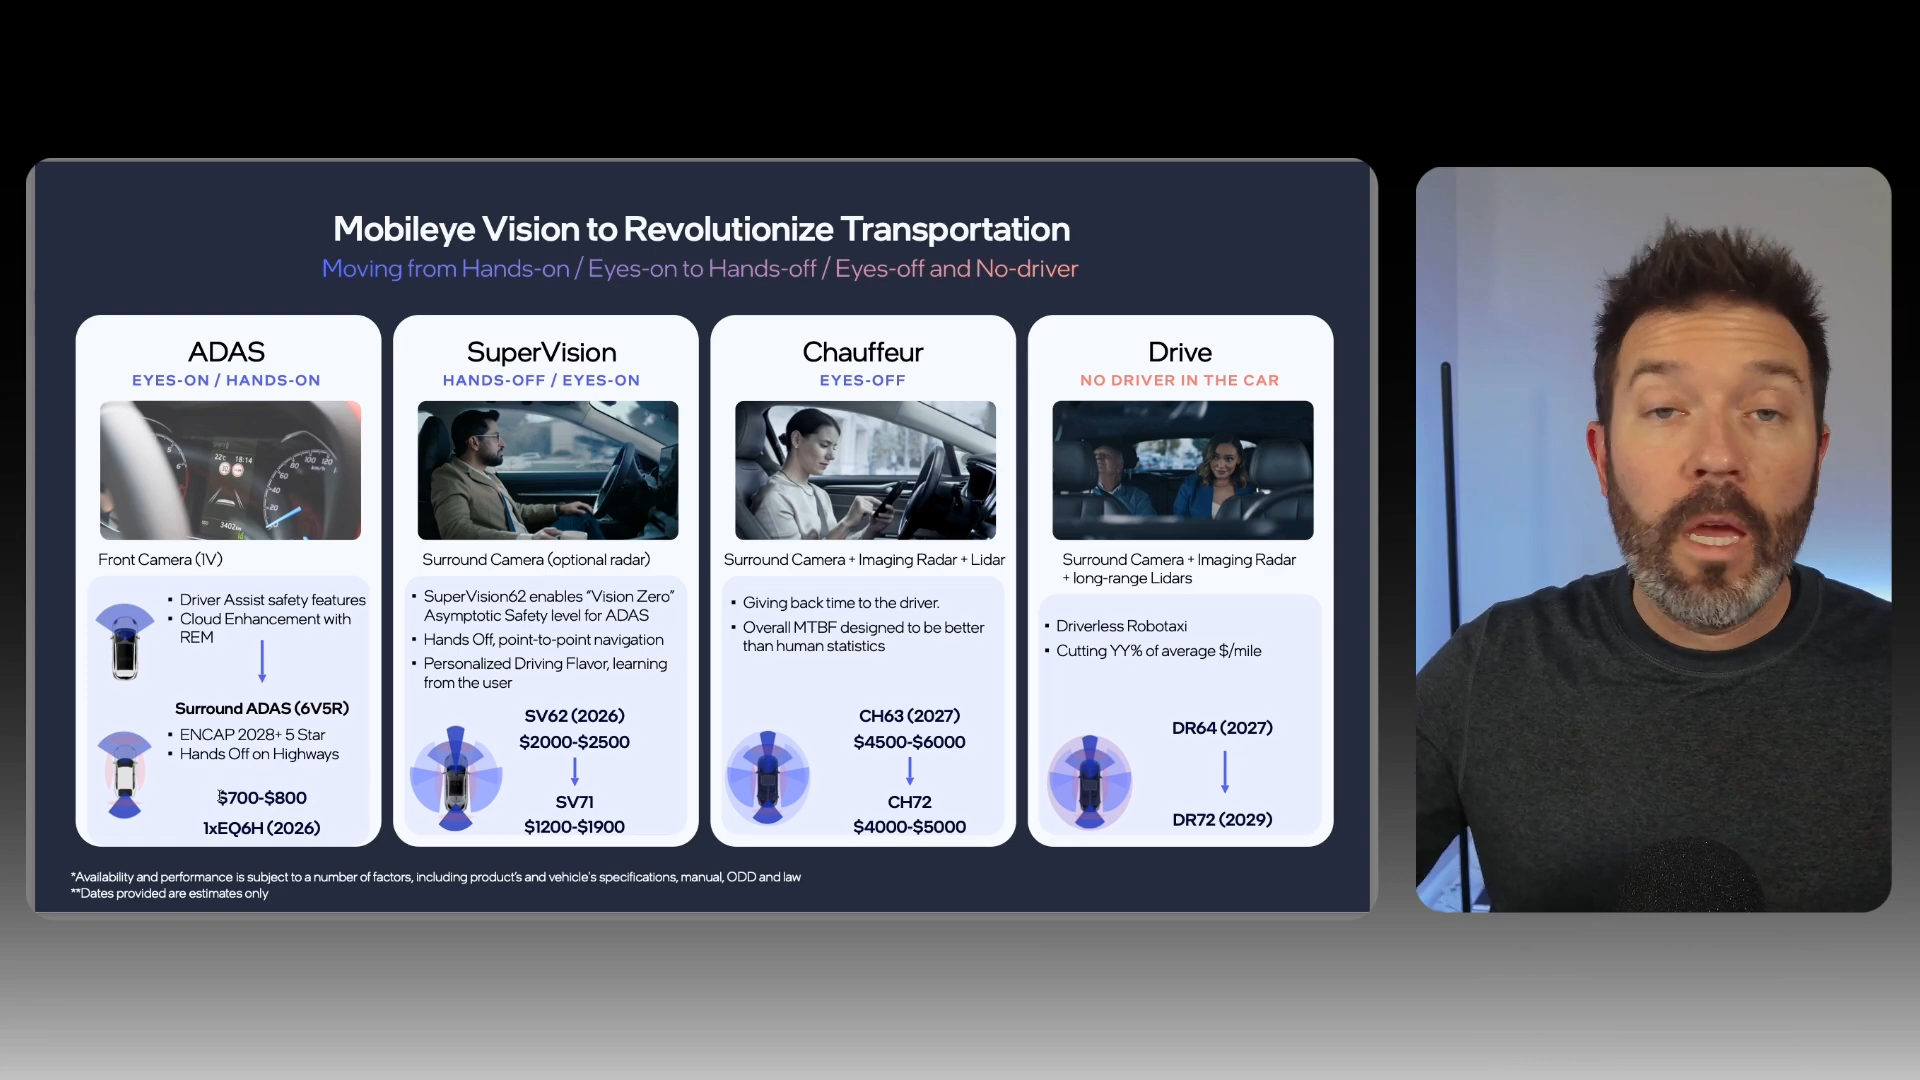 Mobileye Vision to Revolutionize Transportation
Moving from Hands-on / Eyes-on to Hands-off / Eyes-off and No-driver
ADAS
EYES-ON / HANDS-ON
22°c 18:14
3402km
Front Camera (1V)
▪ Driver Assist safety features
▪ Cloud Enhancement with
REM
Surround ADAS (6V5R)
▪ ENCAP 2028+ 5 Star
▪ Hands Off on Highways
$700-$800
1xEQ6H (2026)
SuperVision
HANDS-OFF / EYES-ON
Surround Camera (optional radar)
▪ SuperVision62 enables “Vision Zero”
Asymptotic Safety level for ADAS
▪ Hands Off, point-to-point navigation
▪ Personalized Driving Flavor, learning
from the user
SV62 (2026)
$2000-$2500
SV71
$1200-$1900
Chauffeur
EYES-OFF
Surround Camera + Imaging Radar + Lidar
▪ Giving back time to the driver.
▪ Overall MTBF designed to be better
than human statistics
CH63 (2027)
$4500-$6000
CH72
$4000-$5000
Drive
NO DRIVER IN THE CAR
Surround Camera + Imaging Radar
+ long-range Lidars
▪ Driverless Robotaxi
▪ Cutting YY% of average $/mile
DR64 (2027)
DR72 (2029)
*Availability and performance is subject to a number of factors, including product's and vehicle's specifications, manual, ODD and law
**Dates provided are estimates only